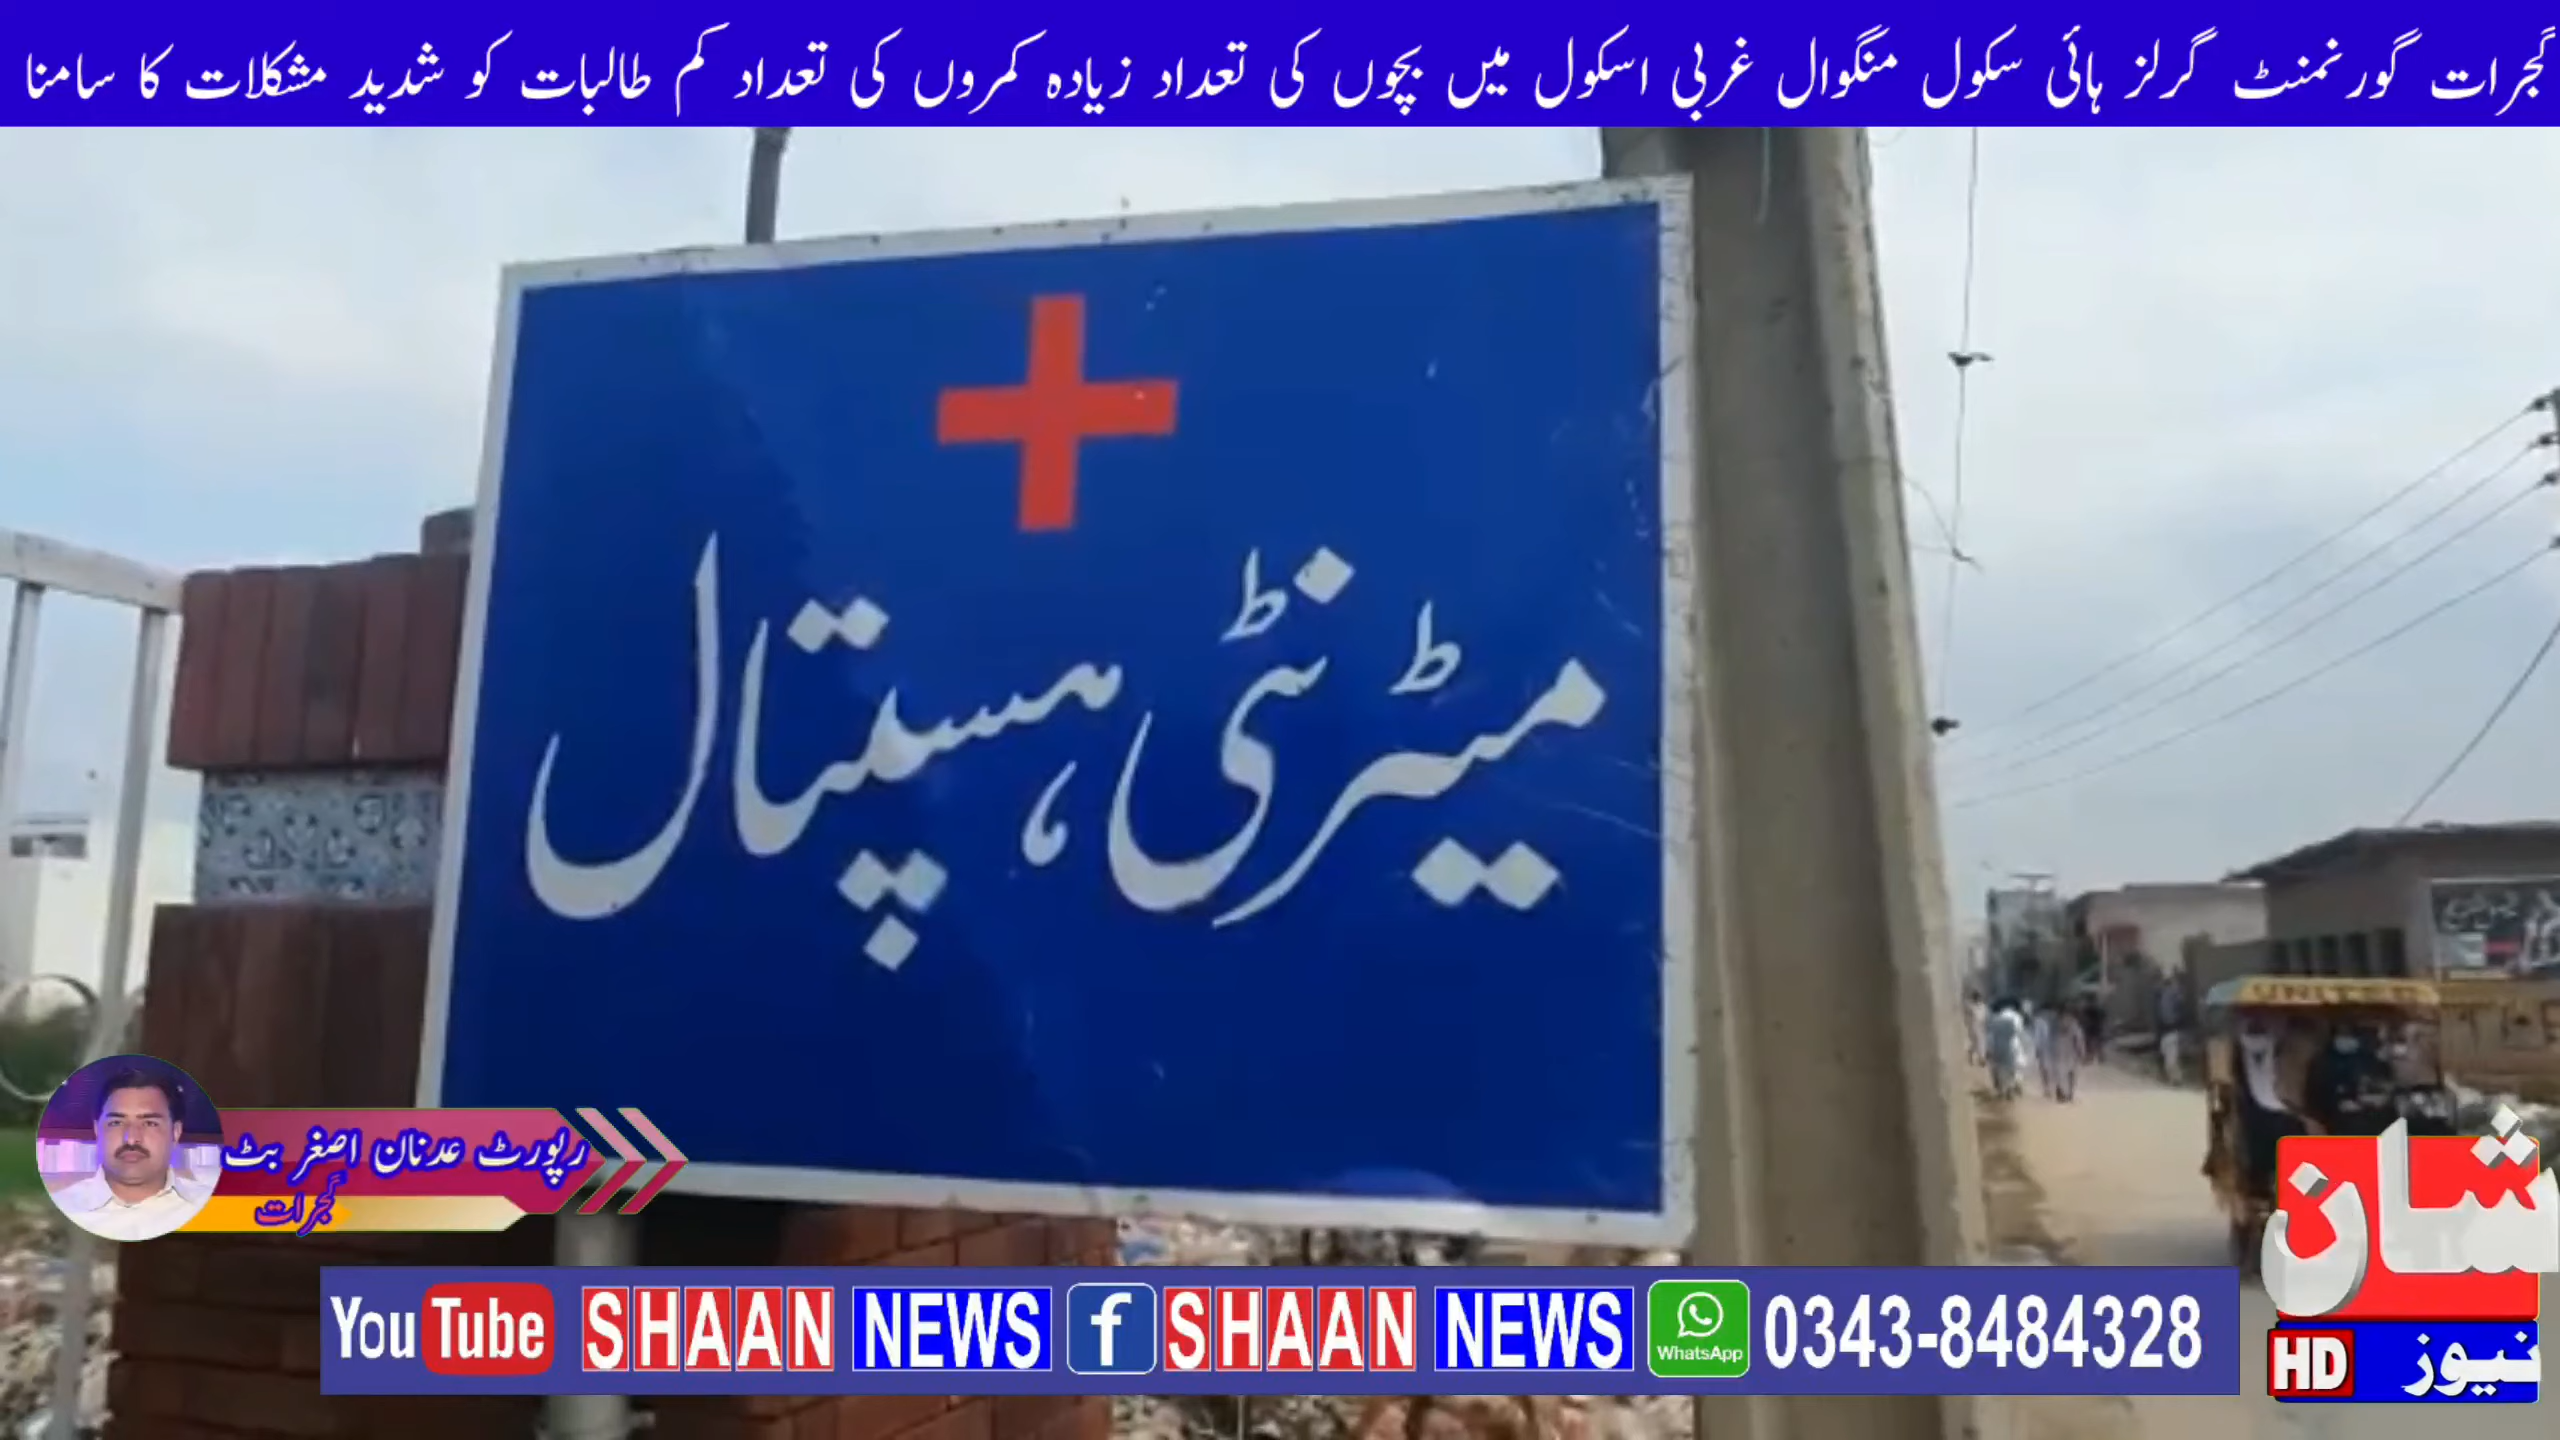 گجرات گورنمنٹ گرلز ہائی سکول منگوال غربی اسکول میں بچوں کی تعداد زیادہ کمروں کی تعداد کم طالبات کو شدید مشکلات کا سامنا
میٹرنٹی ہسپتال
UNITED
رپورٹ عدنان اصغر بٹ
گجرات
شان
نیوز HD
YouTube SHAAN NEWS f SHAAN NEWS WhatsApp 0343-8484328